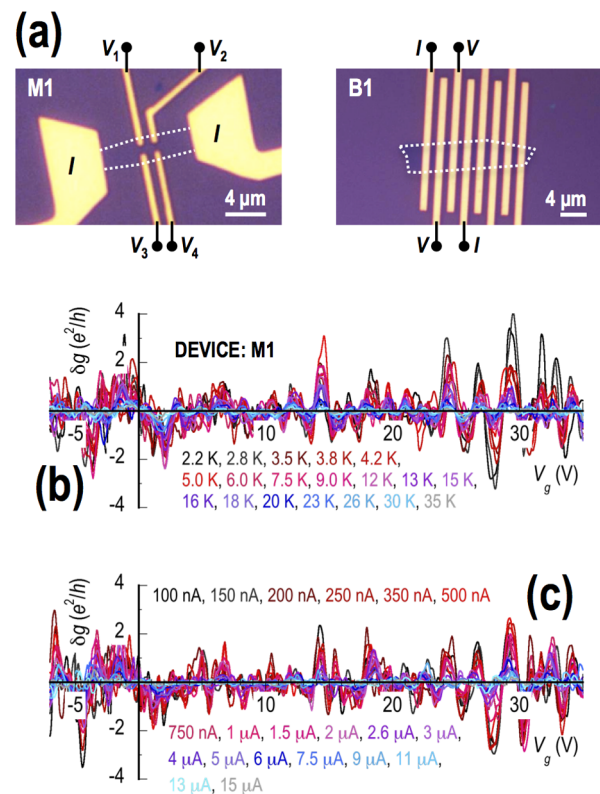 (a)
V1 V2 I V
M1 B1
I I
4 µm 4 µm
V3 V4 V I
4
δg (e²/h)
DEVICE: M1
2
-5 10 20 30
-2
2.2 K, 2.8 K, 3.5 K, 3.8 K, 4.2 K,
Vg (V)
5.0 K, 6.0 K, 7.5 K, 9.0 K, 12 K, 13 K, 15 K,
16 K, 18 K, 20 K, 23 K, 26 K, 30 K, 35 K
(b)
-4
4
δg (e²/h)
100 nA, 150 nA, 200 nA, 250 nA, 350 nA, 500 nA
(c)
2
-5 10 20 30
-2
750 nA, 1 µA, 1.5 µA, 2 µA, 2.6 µA, 3 µA,
Vg (V)
4 µA, 5 µA, 6 µA, 7.5 µA, 9 µA, 11 µA,
13 µA, 15 µA
-4